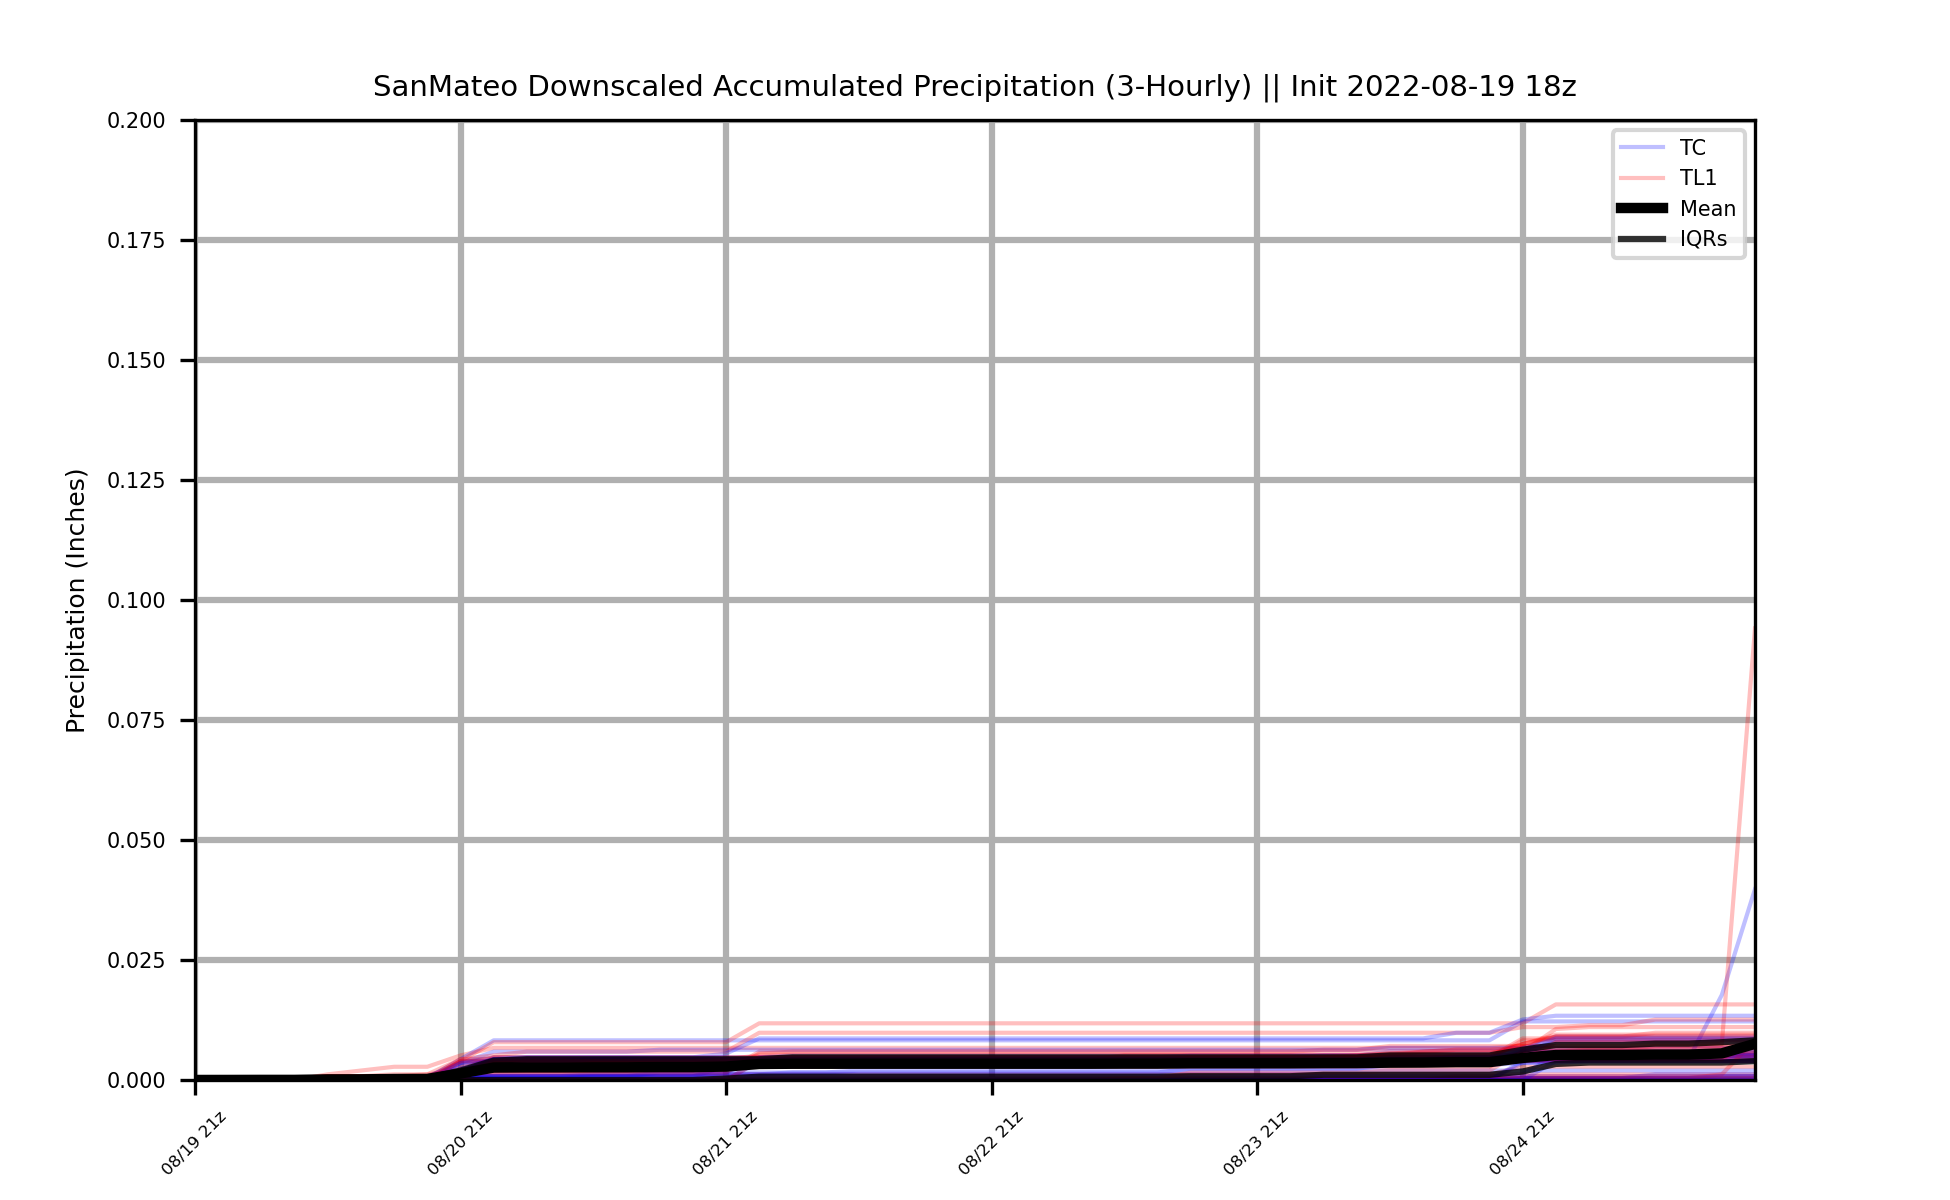 SanMateo Downscaled Accumulated Precipitation (3-Hourly) || Init 2022-08-19 18z
0.200
0.175
0.150
0.125
0.100
0.075
0.050
0.025
0.000
Precipitation (Inches)
TC
TL1
Mean
IQRs
08/19 21z
08/20 21z
08/21 21z
08/22 21z
08/23 21z
08/24 21z